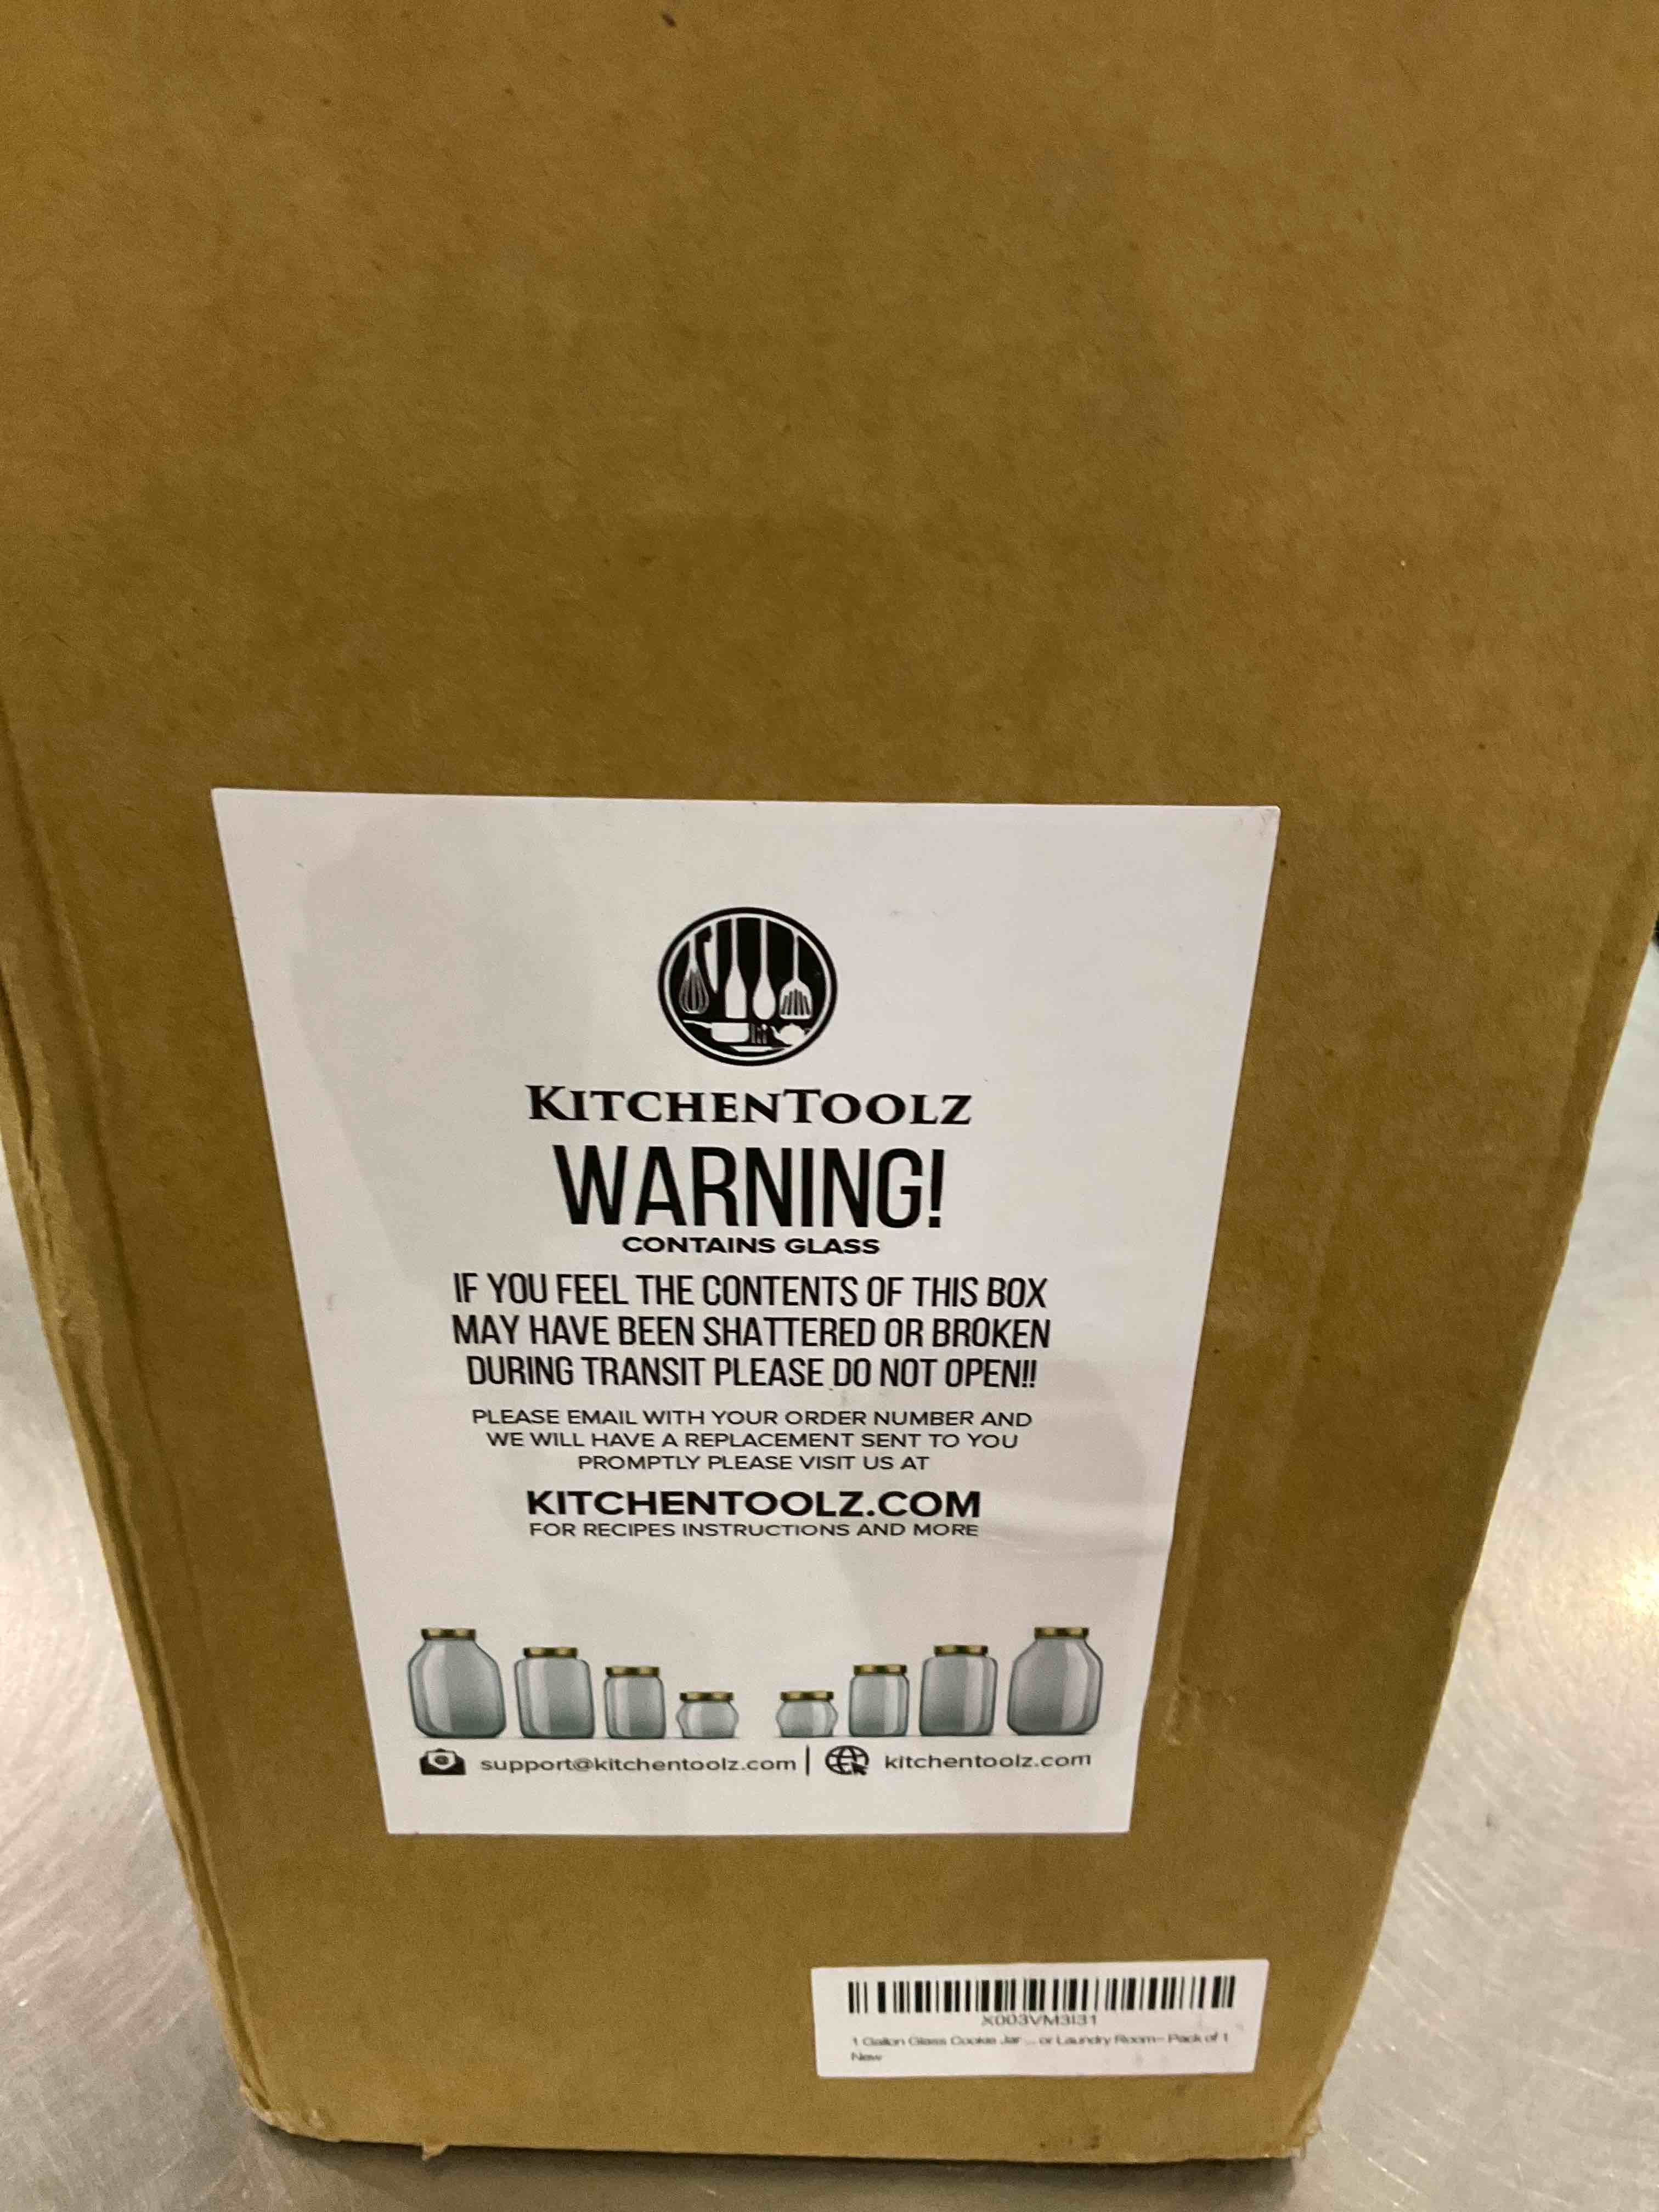 KITCHENTOOLZ
WARNING!
CONTAINS GLASS
IF YOU FEEL THE CONTENTS OF THIS BOX
MAY HAVE BEEN SHATTERED OR BROKEN
DURING TRANSIT PLEASE DO NOT OPEN!!
PLEASE EMAIL WITH YOUR ORDER NUMBER AND
WE WILL HAVE A REPLACEMENT SENT TO YOU
PROMPTLY PLEASE VISIT US AT
KITCHENTOOLZ.COM
FOR RECIPES INSTRUCTIONS AND MORE
support@kitchentoolz.com | kitchentoolz.com
X003VM3I31
1 Gallon Glass Cookie Jar ... or Laundry Room- Pack of 1
New